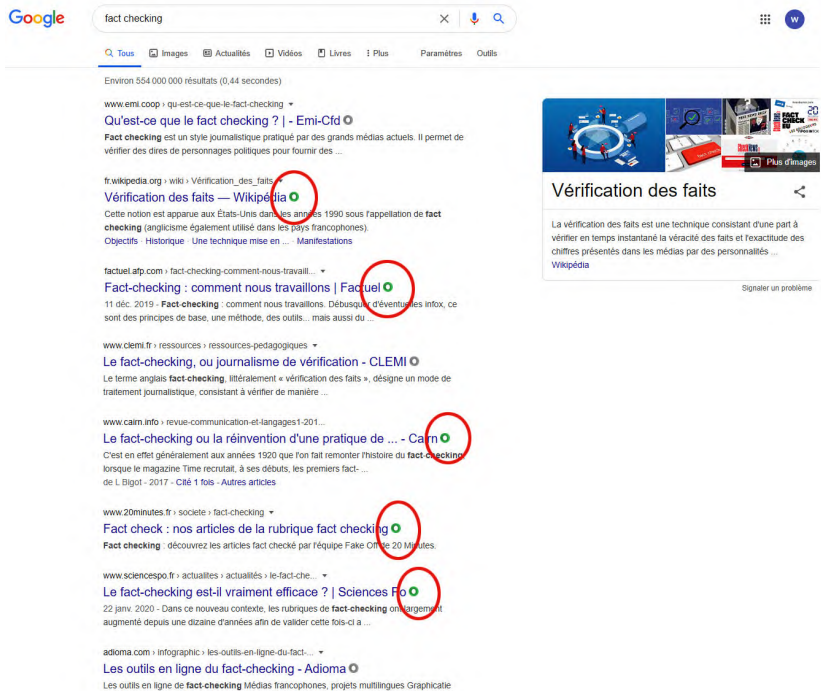 Google
fact checking
W
Tous Images Actualités Vidéos Livres Plus Paramètres Outils
Environ 554 000 000 résultats (0,44 secondes)
www.emi.coop › qu-est-ce-que-le-fact-checking
Qu'est-ce que le fact checking ? | - Emi-Cfd
Fact checking est un style journalistique pratiqué par des grands médias actuels. Il permet de
vérifier des dires de personnages politiques pour fournir des ...
fr.wikipedia.org › wiki › Vérification_des_faits
Vérification des faits — Wikipédia
Cette notion est apparue aux États-Unis dans les années 1990 sous l'appellation de fact
checking (anglicisme également utilisé dans les pays francophones).
Objectifs · Historique · Une technique mise en ... · Manifestations
factuel.afp.com › fact-checking-comment-nous-travaill...
Fact-checking : comment nous travaillons | Factuel
11 déc. 2019 - Fact-checking : comment nous travaillons. Débusquer d'éventuelles infox, ce
sont des principes de base, une méthode, des outils... mais aussi du ...
www.clemi.fr › ressources › ressources-pedagogiques
Le fact-checking, ou journalisme de vérification - CLEMI
Le terme anglais fact-checking, littéralement « vérification des faits », désigne un mode de
traitement journalistique, consistant à vérifier de manière ...
www.cairn.info › revue-communication-et-langages1-201...
Le fact-checking ou la réinvention d'une pratique de ... - Cairn
C'est en effet généralement aux années 1920 que l'on fait remonter l'histoire du fact-checking,
lorsque le magazine Time recrutait, à ses débuts, les premiers fact- ...
de L Bigot - 2017 - Cité 1 fois - Autres articles
www.20minutes.fr › societe › fact-checking
Fact check : nos articles de la rubrique fact checking
Fact checking : découvrez les articles fact checké par l'équipe Fake Off de 20 Minutes.
www.sciencespo.fr › actualites › actualités › le-fact-che...
Le fact-checking est-il vraiment efficace ? | Sciences Po
22 janv. 2020 - Dans ce nouveau contexte, les rubriques de fact-checking ont largement
augmenté depuis une dizaine d'années afin de valider cette fois-ci a ...
adioma.com › infographic › les-outils-en-ligne-du-fact-...
Les outils en ligne du fact-checking - Adioma
Les outils en ligne de fact-checking Médias francophones, projets multilingues Graphicatie
FACT
CHECK
EU
20
Plus d'images
Vérification des faits
La vérification des faits est une technique consistant d'une part à
vérifier en temps instantané la véracité des faits et l'exactitude des
chiffres présentés dans les médias par des personnalités ...
Wikipédia
Signaler un problème